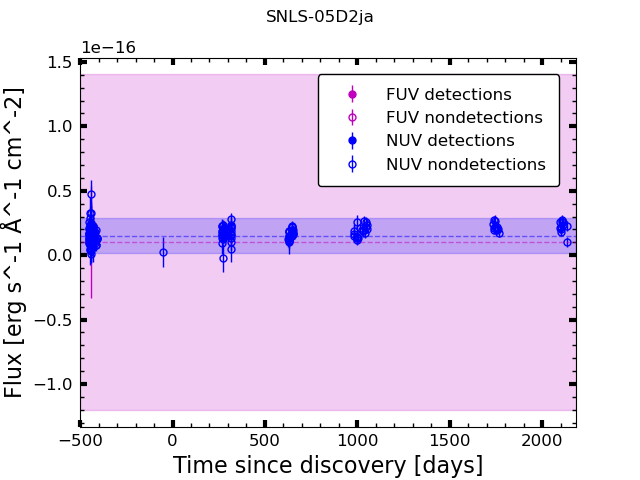 SNLS-05D2ja
1e−16
1.5
1.0
0.5
0.0
−0.5
−1.0
Flux [erg s^-1 Å^-1 cm^-2]
FUV detections
FUV nondetections
NUV detections
NUV nondetections
−500 0 500 1000 1500 2000
Time since discovery [days]